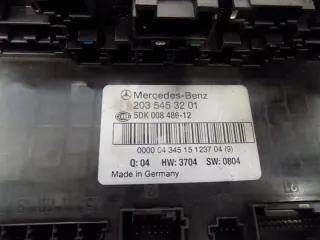 Mercedes-Benz
203 545 32 01
5DK 008 486-12
0000 04 345 15 1237 04 (9)
Q: 04 HW: 3704 SW: 0804
Made in Germany